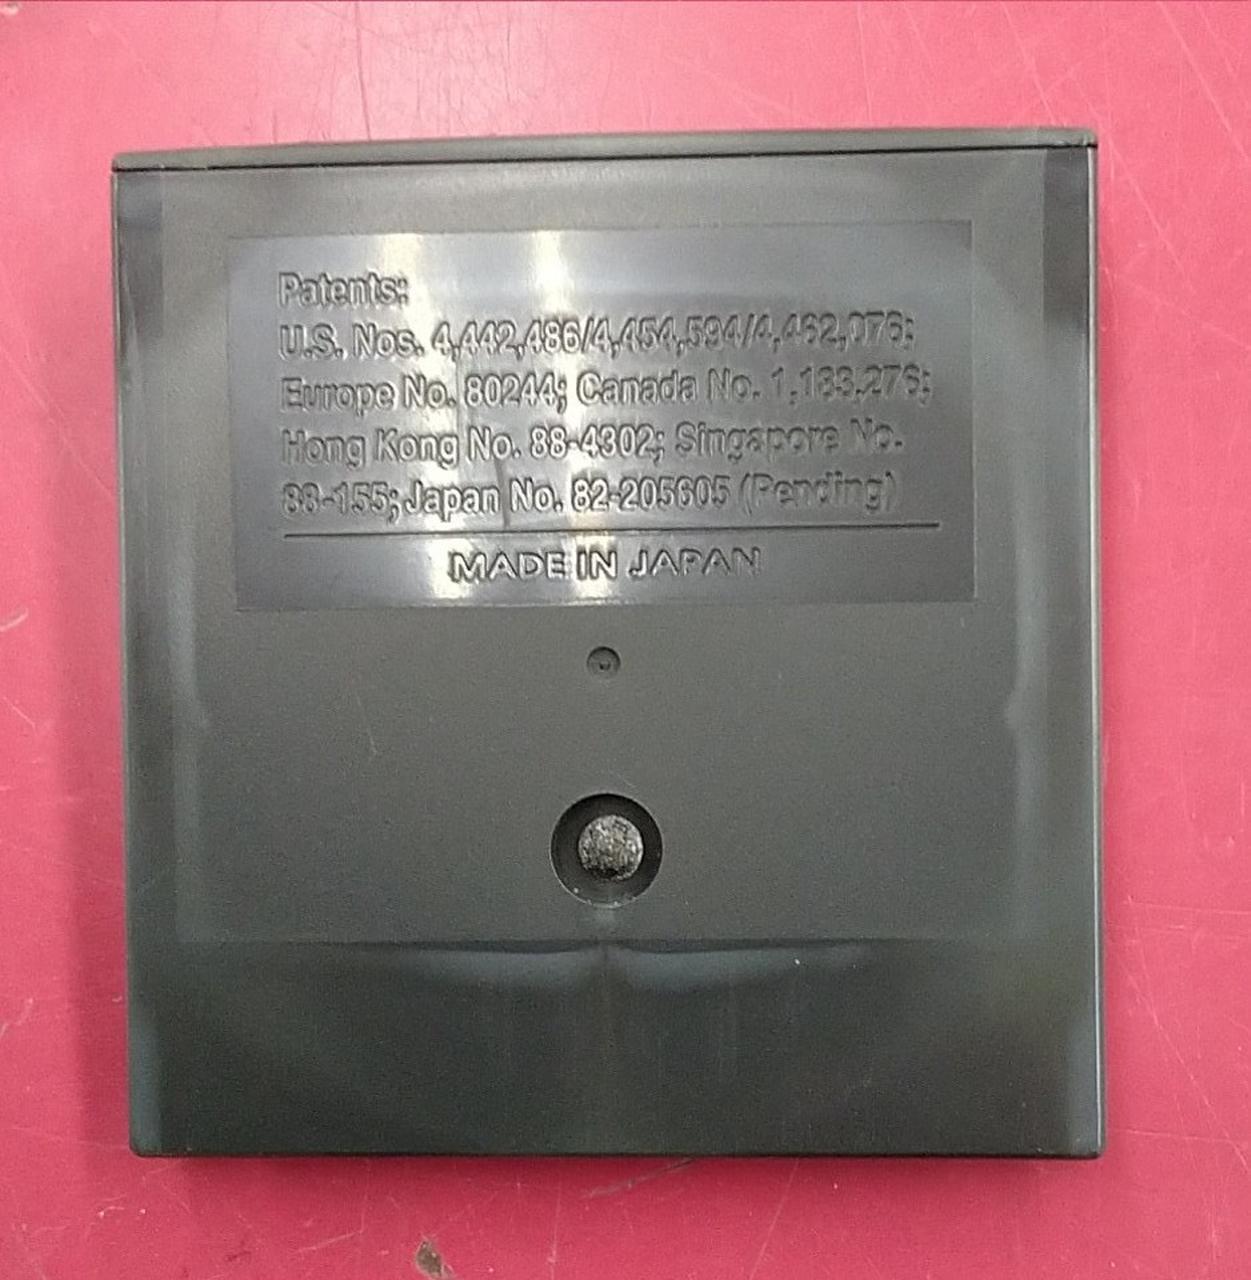 Patents:
U.S. Nos. 4,442,486/4,454,594/4,462,076;
Europe No. 80244; Canada No. 1,183,276;
Hong Kong No. 88-4302; Singapore No.
88-155; Japan No. 82-205605 (Pending)
MADE IN JAPAN